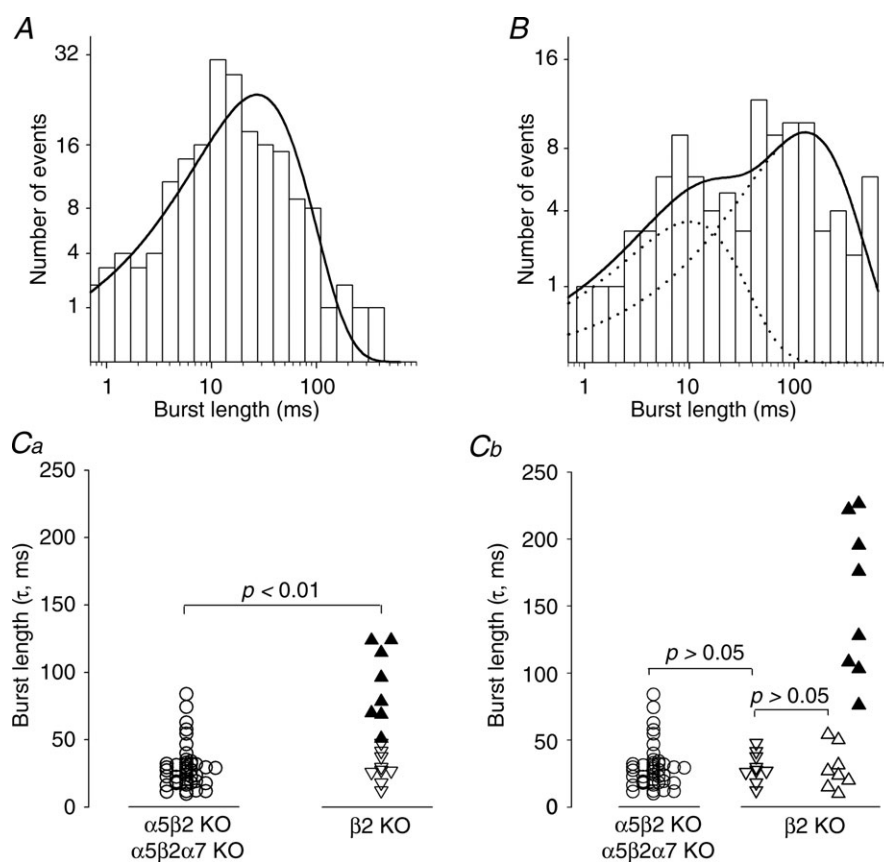 A
Number of events
32
16
8
4
1
1
10
100
Burst length (ms)
B
Number of events
16
8
4
1
1
10
100
Burst length (ms)
Ca
Burst length (τ, ms)
250
200
150
100
50
0
p < 0.01
α5β2 KO
α5β2α7 KO
β2 KO
Cb
Burst length (τ, ms)
250
200
150
100
50
0
p > 0.05
p > 0.05
α5β2 KO
α5β2α7 KO
β2 KO